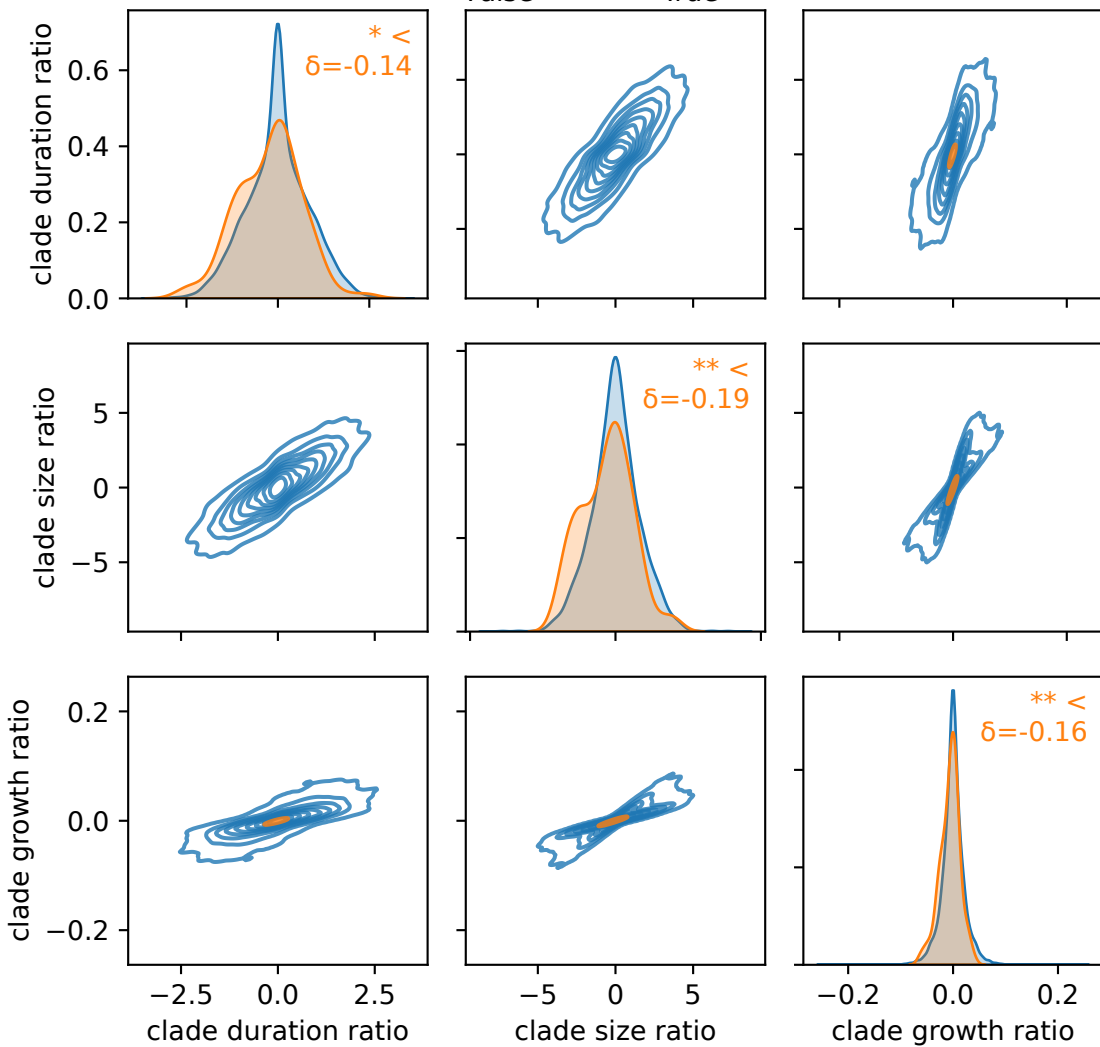 clade duration ratio
0.6
0.4
0.2
0.0
* <
δ=-0.14
clade size ratio
5
0
−5
** <
δ=-0.19
clade growth ratio
0.2
0.0
−0.2
** <
δ=-0.16
−2.5 0.0 2.5
clade duration ratio
−5 0 5
clade size ratio
−0.2 0.0 0.2
clade growth ratio